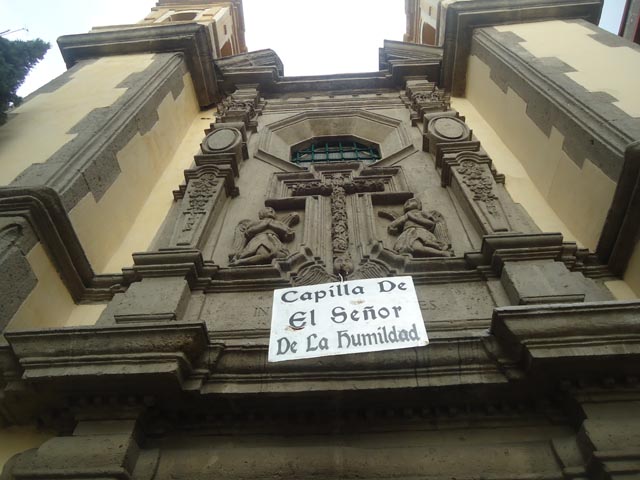 Capilla De
El Señor
De La Humildad